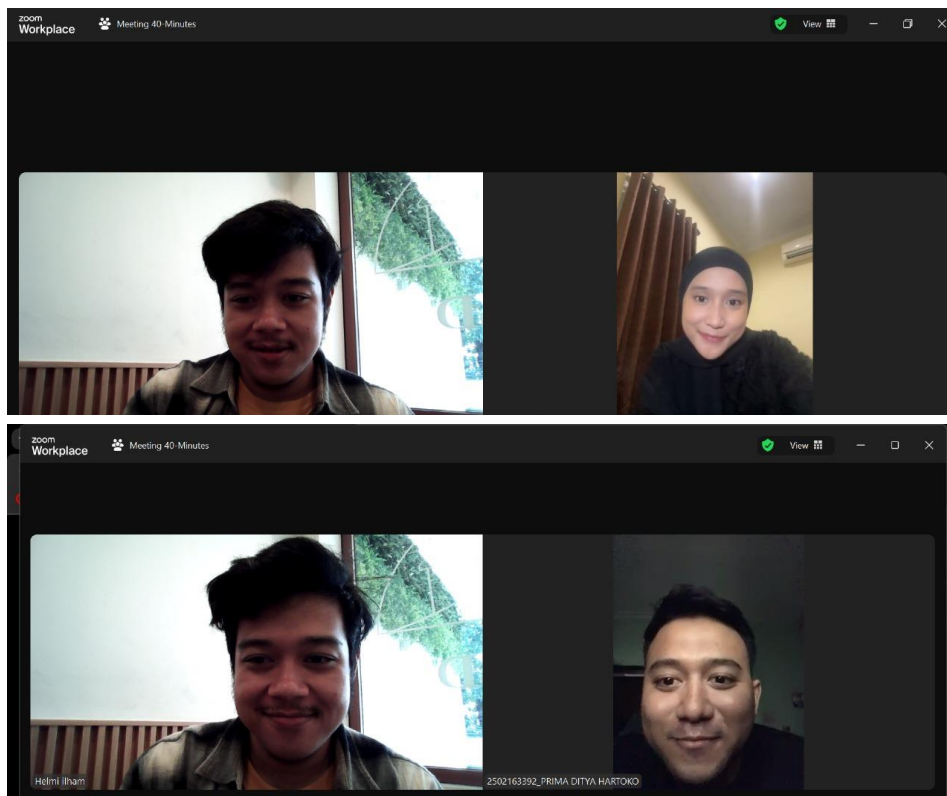 zoom
Workplace
Meeting 40-Minutes
View
zoom
Workplace
Meeting 40-Minutes
View
Helmi ilham
2502163392_PRIMA DITYA HARTOKO